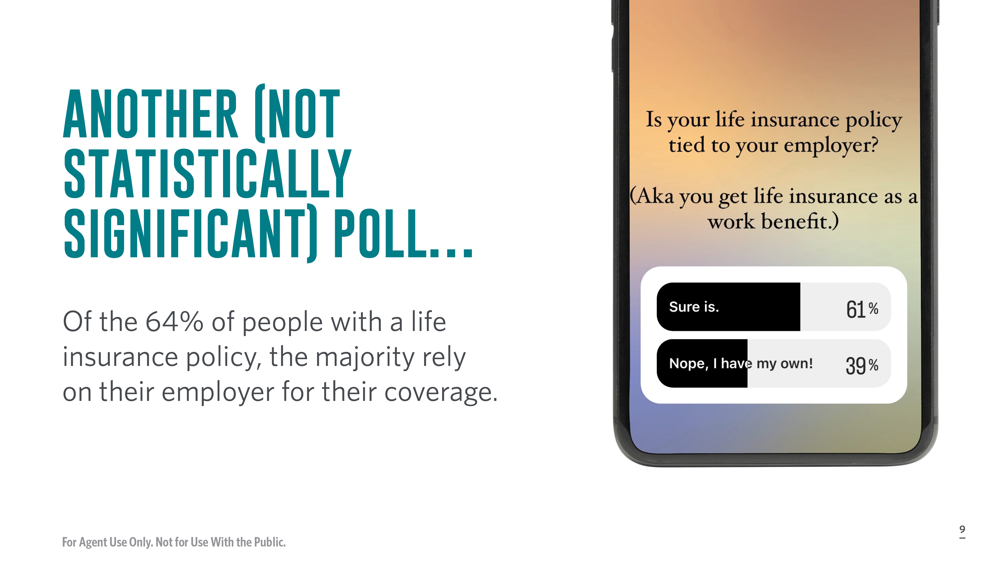 ANOTHER (NOT
STATISTICALLY
SIGNIFICANT) POLL...
Of the 64% of people with a life
insurance policy, the majority rely
on their employer for their coverage.
Is your life insurance policy
tied to your employer?
(Aka you get life insurance as a
work benefit.)
Sure is. 61%
Nope, I have my own! 39%
For Agent Use Only. Not for Use With the Public.
9